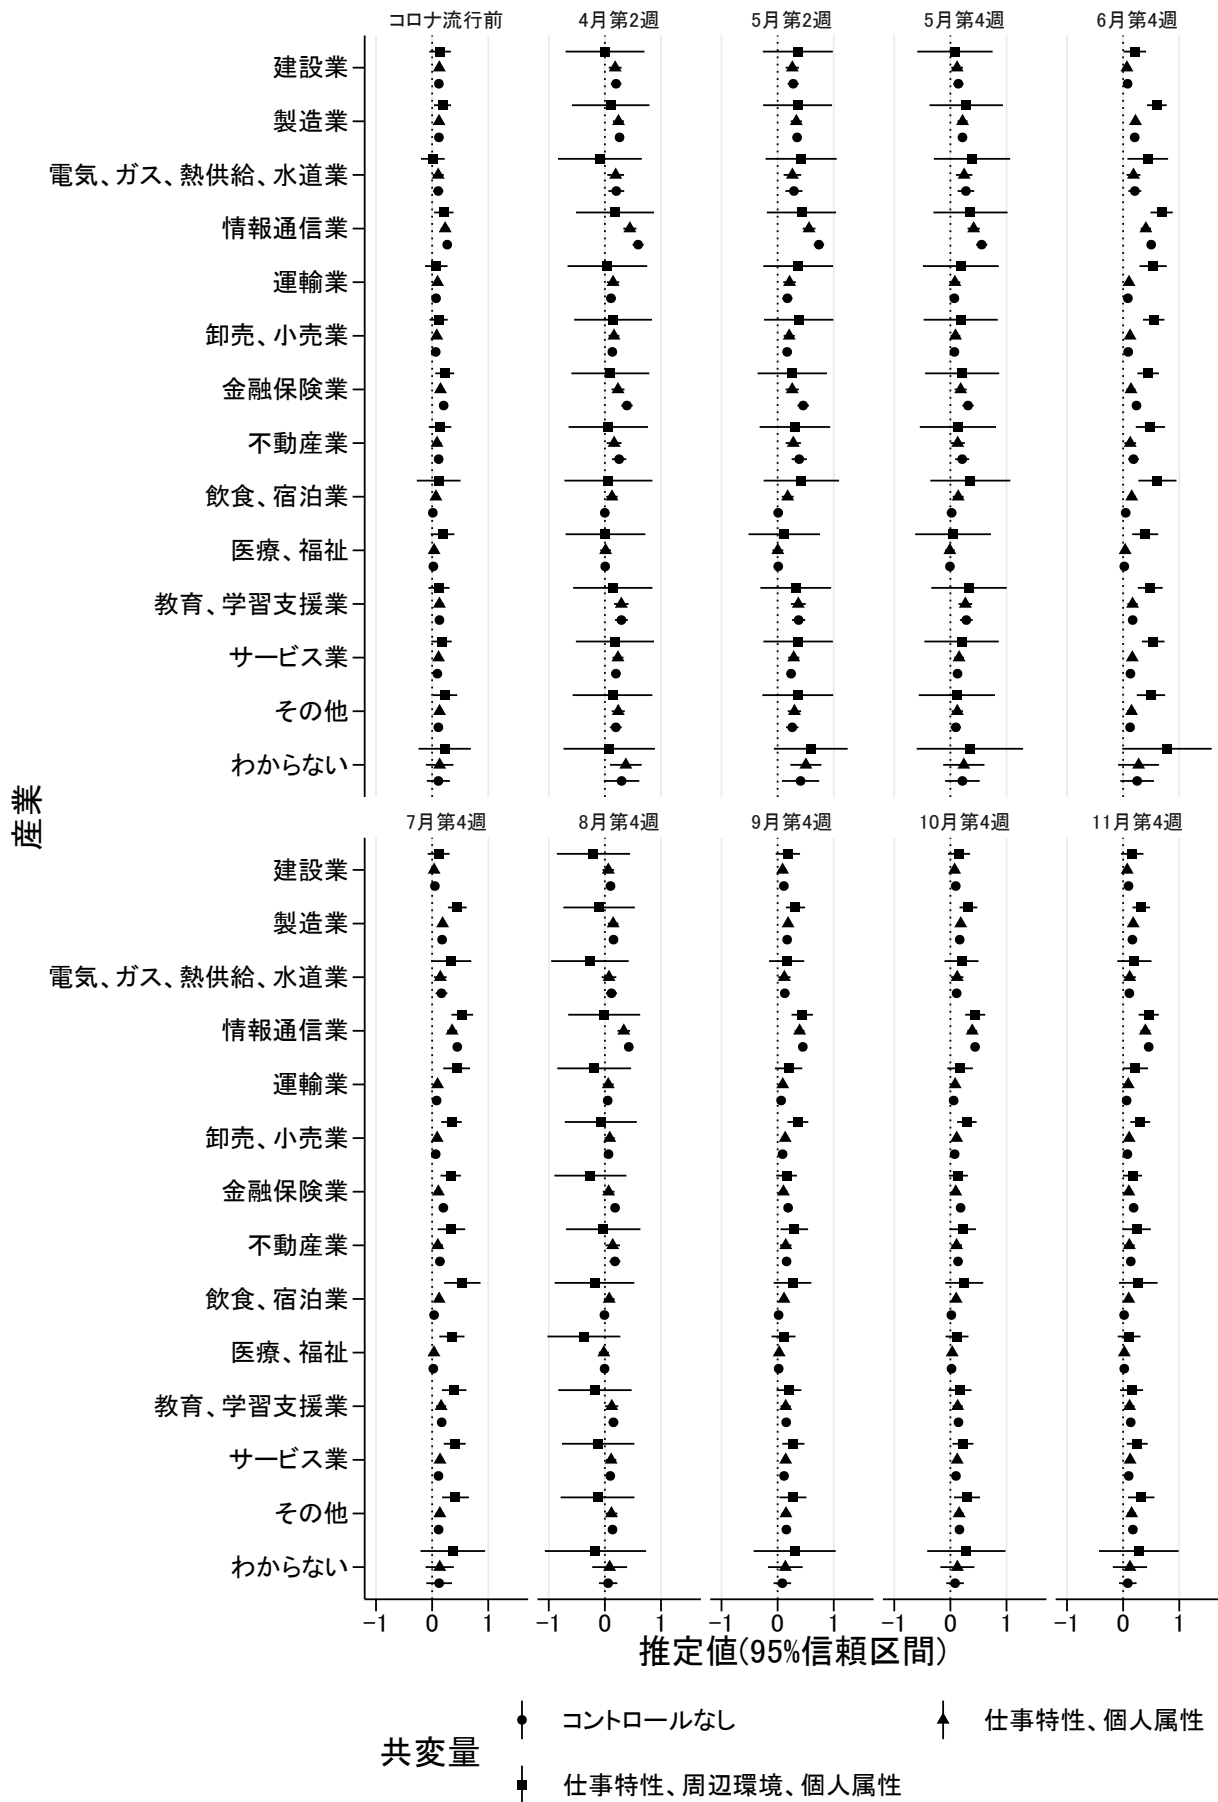 コロナ流行前 4月第2週 5月第2週 5月第4週 6月第4週
建設業
製造業
電気、ガス、熱供給、水道業
情報通信業
運輸業
卸売、小売業
金融保険業
不動産業
飲食、宿泊業
医療、福祉
教育、学習支援業
サービス業
その他
わからない
産業
7月第4週 8月第4週 9月第4週 10月第4週 11月第4週
建設業
製造業
電気、ガス、熱供給、水道業
情報通信業
運輸業
卸売、小売業
金融保険業
不動産業
飲食、宿泊業
医療、福祉
教育、学習支援業
サービス業
その他
わからない
−1 0 1 −1 0 1 −1 0 1 −1 0 1 −1 0 1
推定値(95%信頼区間)
共変量
コントロールなし 仕事特性、個人属性
仕事特性、周辺環境、個人属性